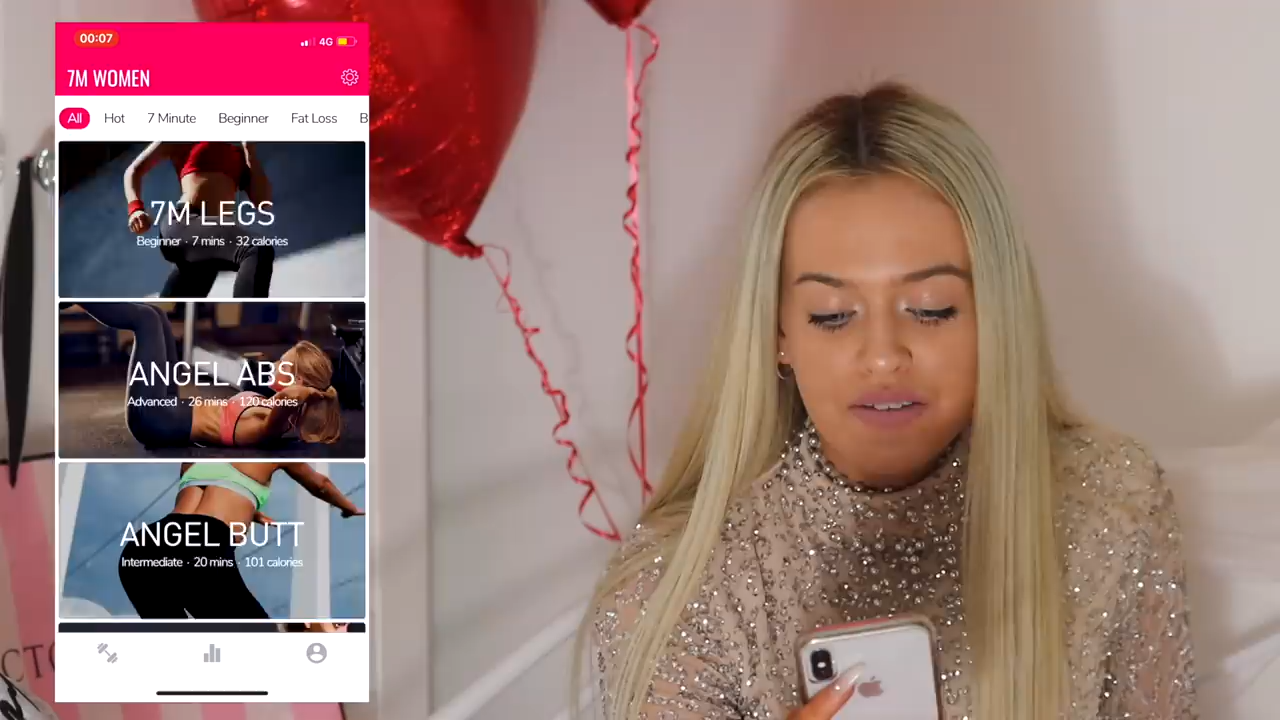 00:07
4G
7M WOMEN
All Hot 7 Minute Beginner Fat Loss B
7M LEGS
Beginner · 7 mins · 32 calories
ANGEL ABS
Advanced · 26 mins · 120 calories
ANGEL BUTT
Intermediate · 20 mins · 101 calories